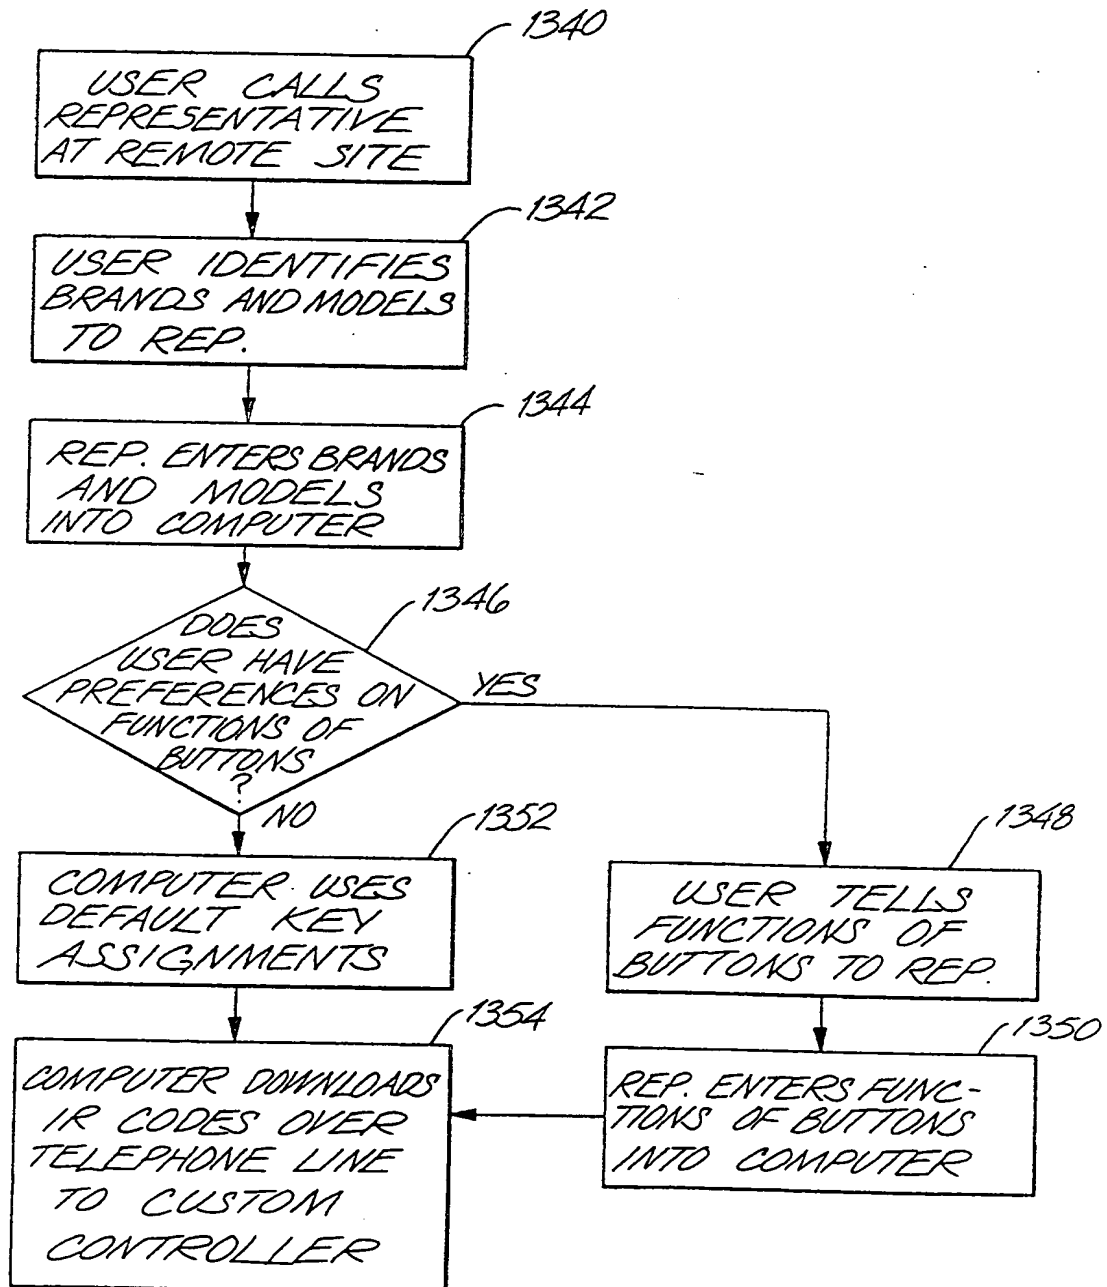 1340
USER CALLS
REPRESENTATIVE
AT REMOTE SITE
1342
USER IDENTIFIES
BRANDS AND MODELS
TO REP.
1344
REP. ENTERS BRANDS
AND MODELS
INTO COMPUTER
1346
DOES
USER HAVE
PREFERENCES ON
FUNCTIONS OF
BUTTONS
?
YES
NO
1352
COMPUTER USES
DEFAULT KEY
ASSIGNMENTS
1348
USER TELLS
FUNCTIONS OF
BUTTONS TO REP.
1350
REP. ENTERS FUNC-
TIONS OF BUTTONS
INTO COMPUTER
1354
COMPUTER DOWNLOADS
IR CODES OVER
TELEPHONE LINE
TO CUSTOM
CONTROLLER